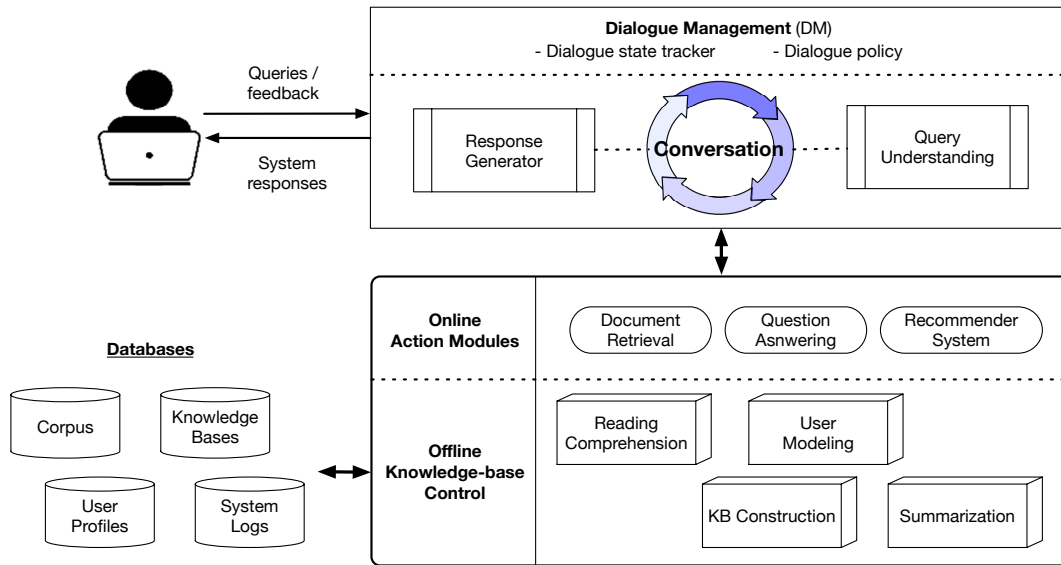 Dialogue Management (DM)
- Dialogue state tracker
- Dialogue policy
Queries /
feedback
System
responses
Response
Generator
Conversation
Query
Understanding
Online
Action Modules
Document
Retrieval
Question
Asnwering
Recommender
System
Databases
Corpus
Knowledge
Bases
User
Profiles
System
Logs
Offline
Knowledge-base
Control
Reading
Comprehension
User
Modeling
KB Construction
Summarization